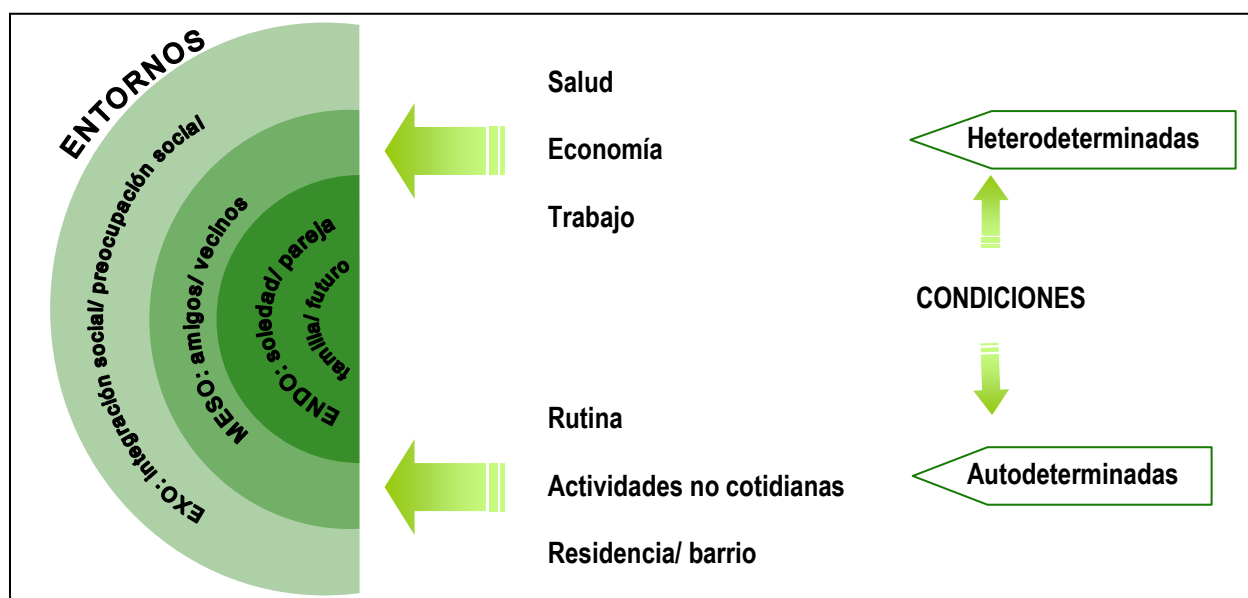 ENTORNOS
EXO: Integración social/ preocupación social
MESO: amigos/ vecinos
ENDO: soledad/ pareja
familia/ futuro
Salud
Economía
Trabajo
Rutina
Actividades no cotidianas
Residencia/ barrio
Heterodeterminadas
CONDICIONES
Autodeterminadas